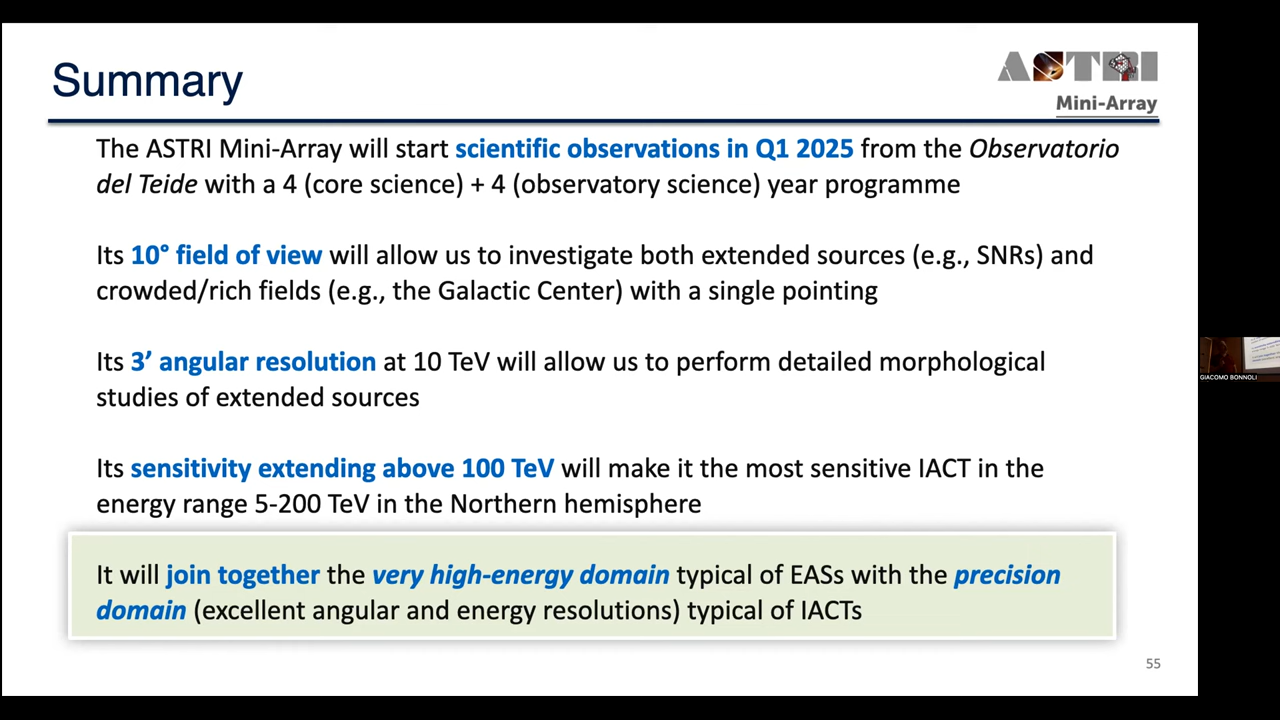 Summary
ASTRI
Mini-Array
The ASTRI Mini-Array will start scientific observations in Q1 2025 from the Observatorio
del Teide with a 4 (core science) + 4 (observatory science) year programme
Its 10° field of view will allow us to investigate both extended sources (e.g., SNRs) and
crowded/rich fields (e.g., the Galactic Center) with a single pointing
Its 3’ angular resolution at 10 TeV will allow us to perform detailed morphological
studies of extended sources
Its sensitivity extending above 100 TeV will make it the most sensitive IACT in the
energy range 5-200 TeV in the Northern hemisphere
It will join together the very high-energy domain typical of EASs with the precision
domain (excellent angular and energy resolutions) typical of IACTs
55
GIACOMO BONNOLI